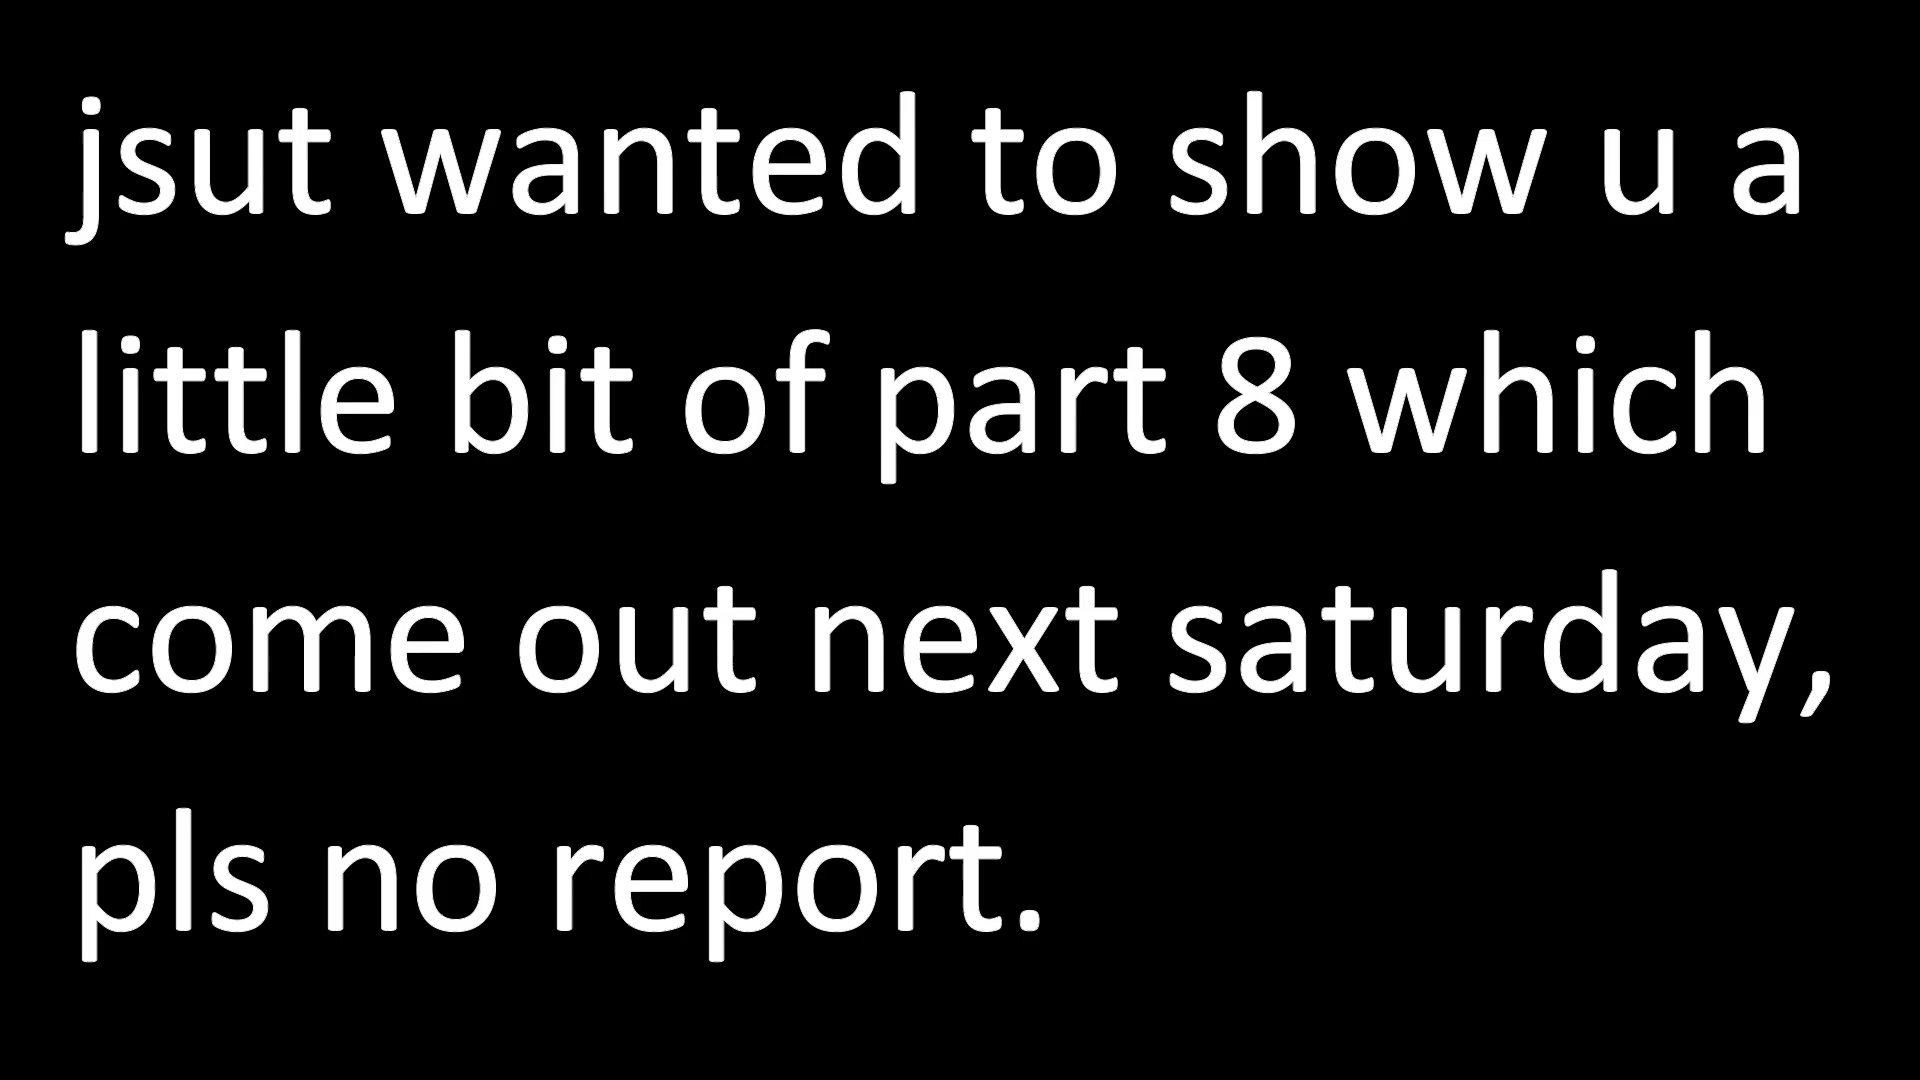 jsut wanted to show u a
little bit of part 8 which
come out next saturday,
pls no report.